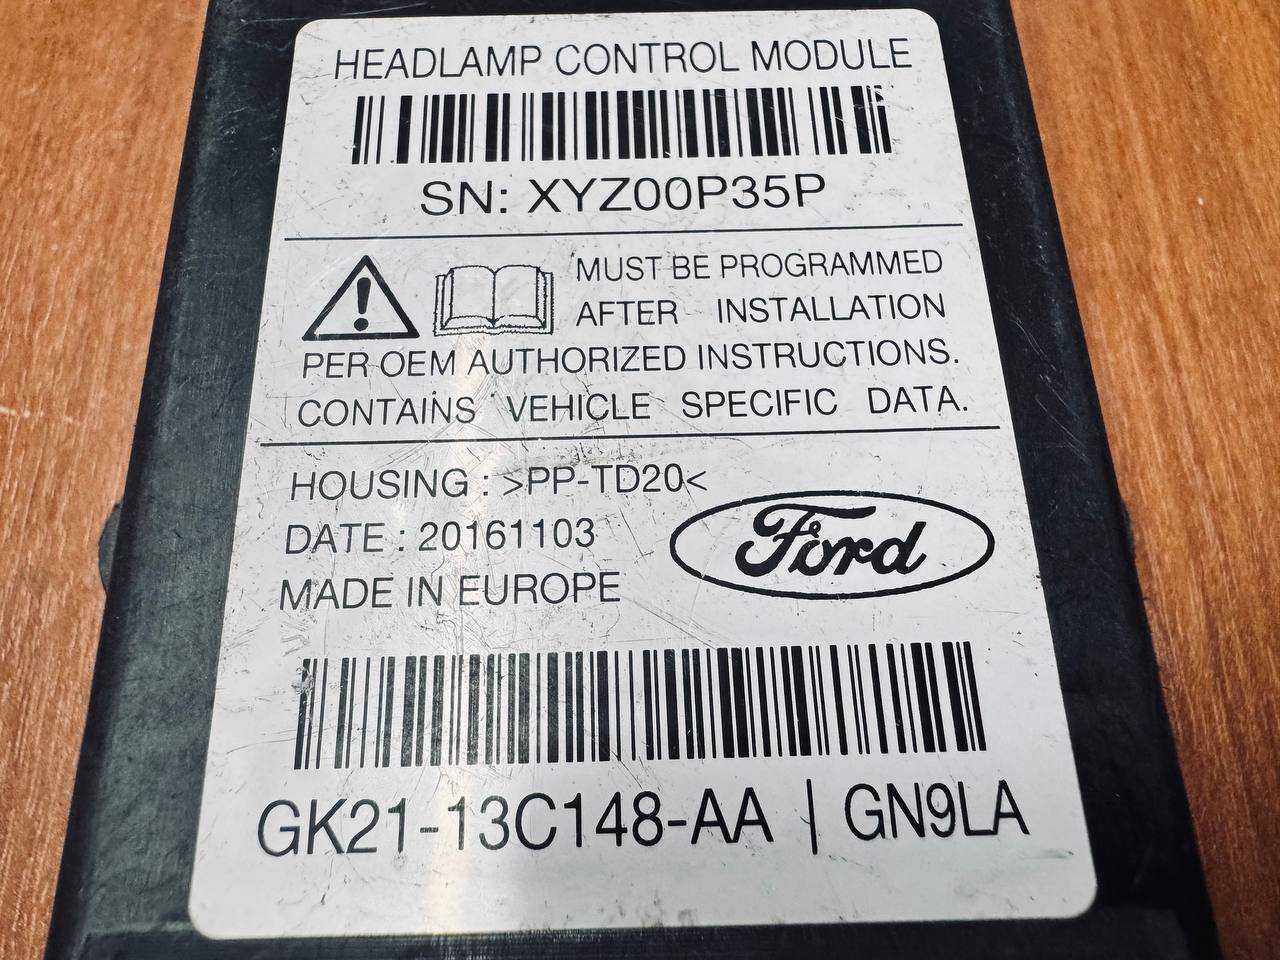 HEADLAMP CONTROL MODULE
SN: XYZ00P35P
MUST BE PROGRAMMED
AFTER INSTALLATION
PER OEM AUTHORIZED INSTRUCTIONS.
CONTAINS VEHICLE SPECIFIC DATA.
HOUSING : >PP-TD20<
DATE : 20161103
MADE IN EUROPE
Ford
GK21-13C148-AA | GN9LA